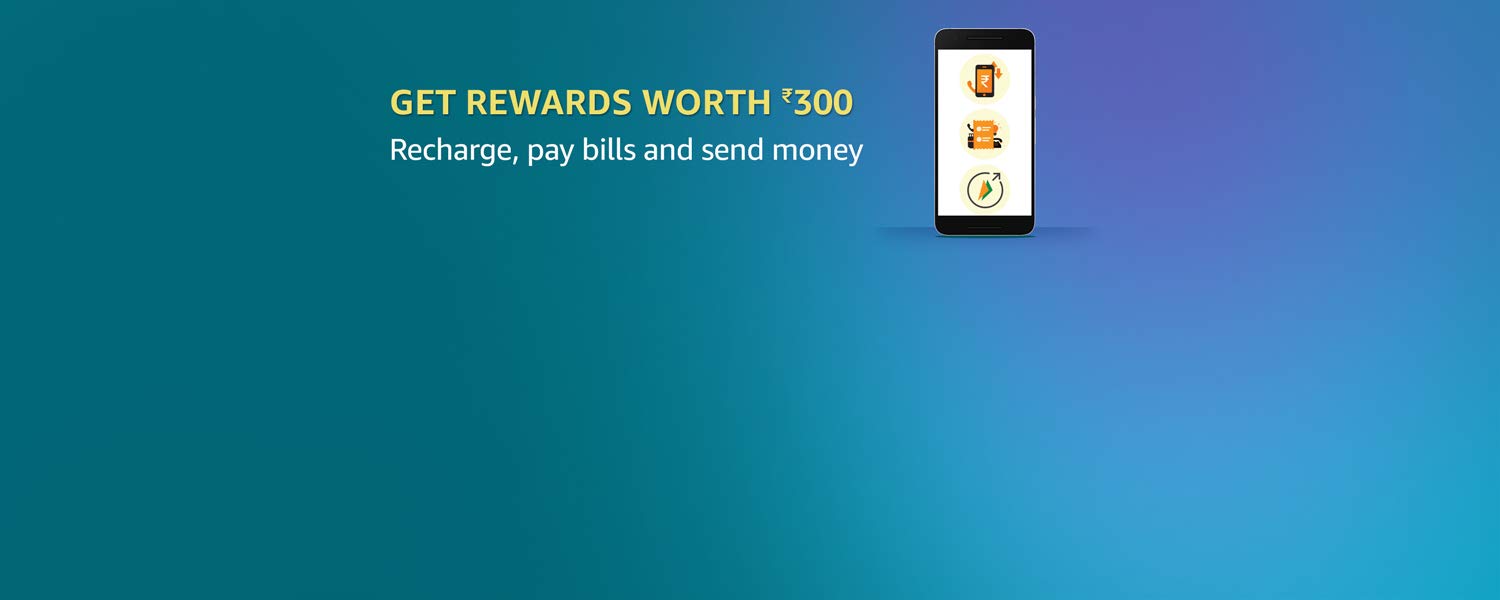 GET REWARDS WORTH ₹300
Recharge, pay bills and send money
₹